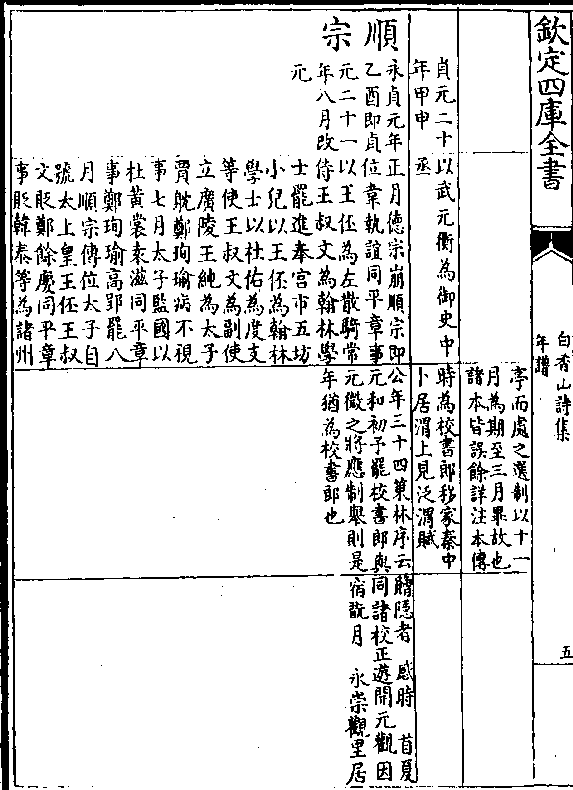 欽定四庫全書
白香山詩集
年譜
五
亭而處之選制以十一
月為期至三月畢故也
諸本皆誤餘詳注本傳
貞元二十
年甲申
以武元衡為御史中
丞
時為校書郎移家秦中
卜居渭上見泛渭賦
順宗
永貞元年
乙酉即貞
元二十一
年八月改
元
正月德宗崩順宗即
位韋執誼同平章事
以王伾為左散騎常
侍王叔文為翰林學
士罷進奉宮市五坊
小兒以王伾為翰林
學士以杜佑為度支
等使王叔文為副使
立廣陵王純為太子
賈躭鄭珣瑜病不視
事七月太子監國以
杜黃裳袁滋同平章
事鄭珣瑜高郢罷八
月順宗傳位太子自
號太上皇王伾王叔
文貶鄭餘慶同平章
事貶韓泰等為諸州
公年三十四策林序云
元和初予罷校書郎與
元微之將應制舉則是
年猶為校書郎也
贈隱者 感時 首夏
同諸校正遊開元觀因
宿翫月 永崇觀里居